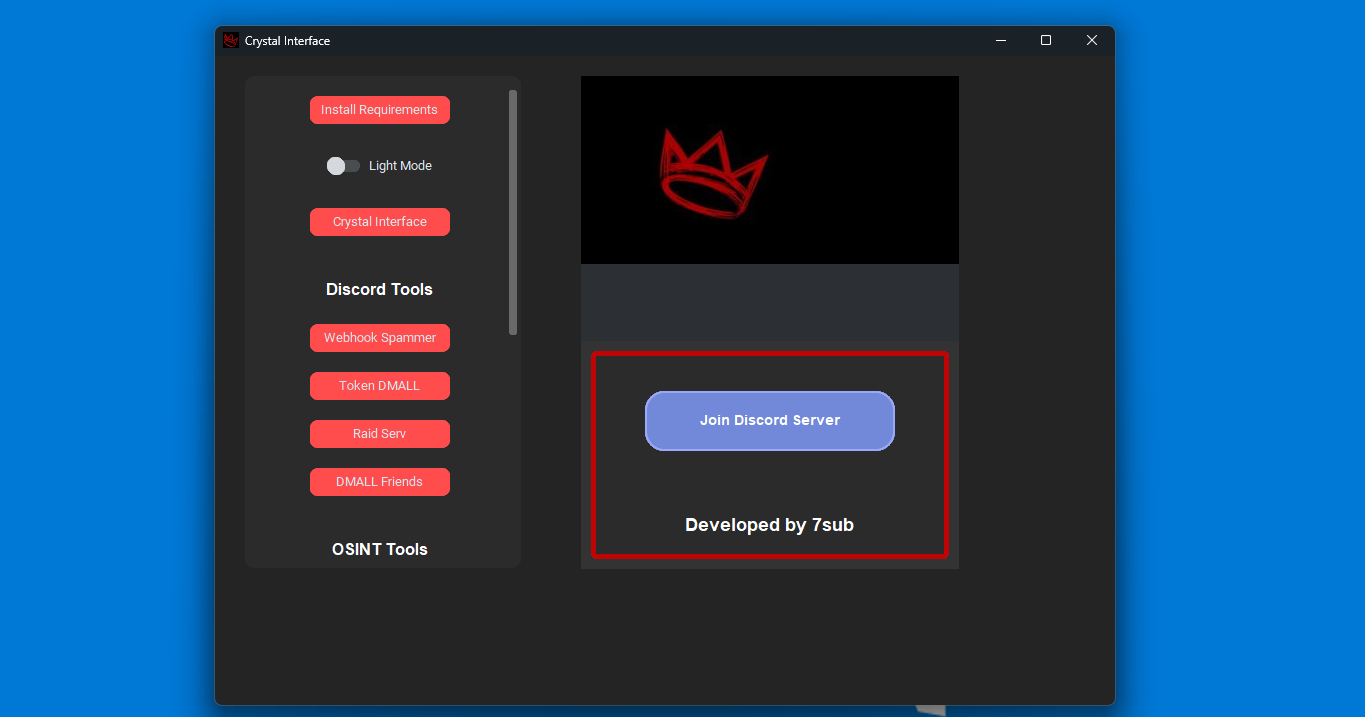 Crystal Interface
Install Requirements
Light Mode
Crystal Interface
Discord Tools
Webhook Spammer
Token DMALL
Raid Serv
DMALL Friends
OSINT Tools
Join Discord Server
Developed by 7sub